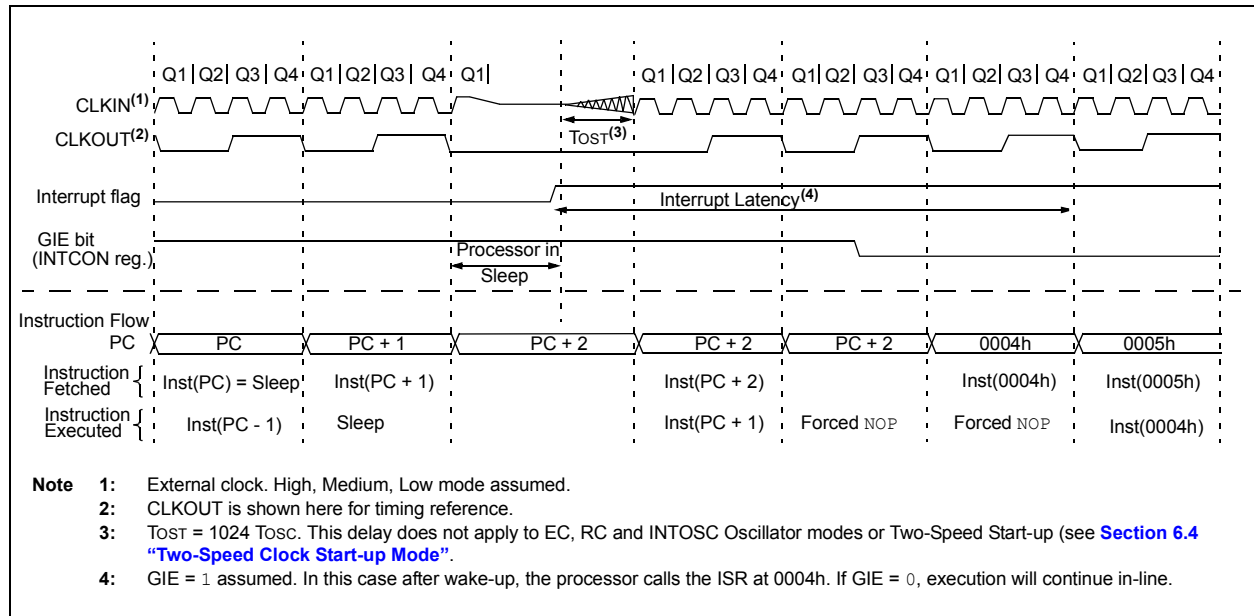 Q1 Q2 Q3 Q4 Q1 Q2 Q3 Q4 Q1 Q1 Q2 Q3 Q4 Q1 Q2 Q3 Q4 Q1 Q2 Q3 Q4 Q1 Q2 Q3 Q4
CLKIN(1)
CLKOUT(2)
TOST(3)
Interrupt flag
Interrupt Latency(4)
GIE bit
(INTCON reg.)
Processor in
Sleep
Instruction Flow
PC PC PC + 1 PC + 2 PC + 2 PC + 2 0004h 0005h
Instruction
Fetched
Inst(PC) = Sleep Inst(PC + 1) Inst(PC + 2) Inst(0004h) Inst(0005h)
Instruction
Executed
Inst(PC - 1) Sleep Inst(PC + 1) Forced NOP Forced NOP Inst(0004h)
Note 1: External clock. High, Medium, Low mode assumed.
2: CLKOUT is shown here for timing reference.
3: TOST = 1024 TOSC. This delay does not apply to EC, RC and INTOSC Oscillator modes or Two-Speed Start-up (see Section 6.4
“Two-Speed Clock Start-up Mode”.
4: GIE = 1 assumed. In this case after wake-up, the processor calls the ISR at 0004h. If GIE = 0, execution will continue in-line.